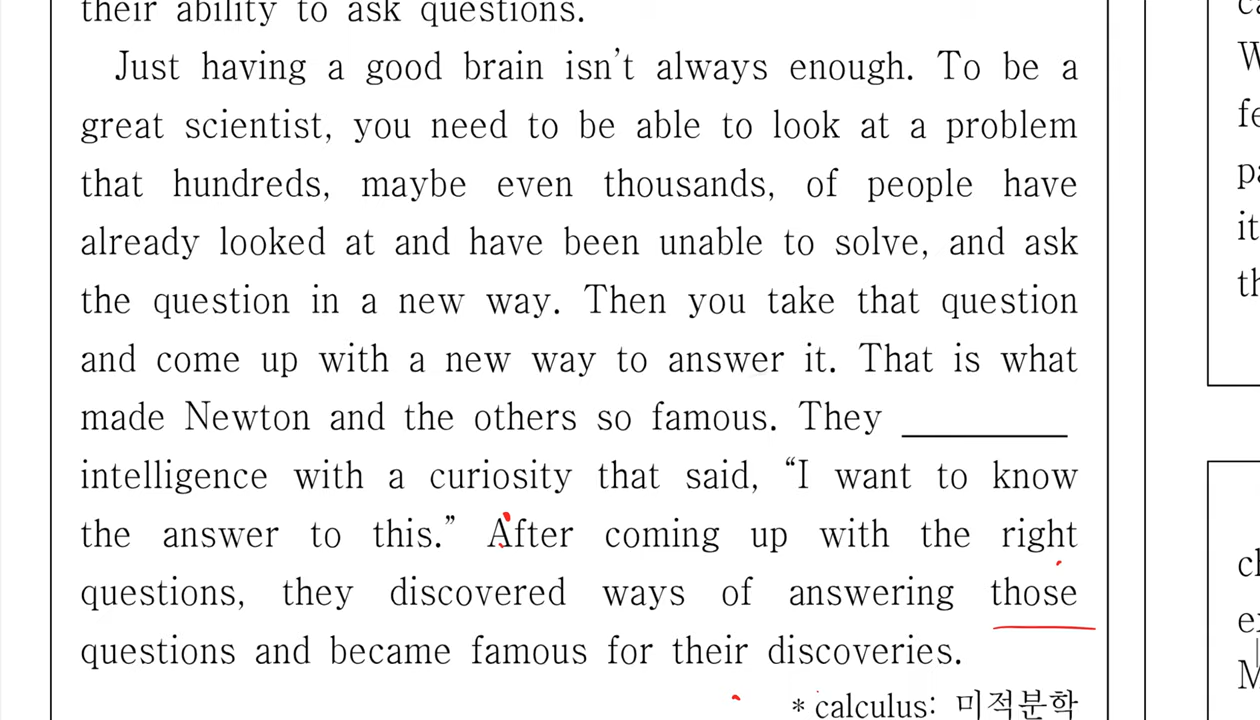 their ability to ask questions.
Just having a good brain isn't always enough. To be a
great scientist, you need to be able to look at a problem
that hundreds, maybe even thousands, of people have
already looked at and have been unable to solve, and ask
the question in a new way. Then you take that question
and come up with a new way to answer it. That is what
made Newton and the others so famous. They ________
intelligence with a curiosity that said, “I want to know
the answer to this.” After coming up with the right
questions, they discovered ways of answering those
questions and became famous for their discoveries.
* calculus: 미적분학